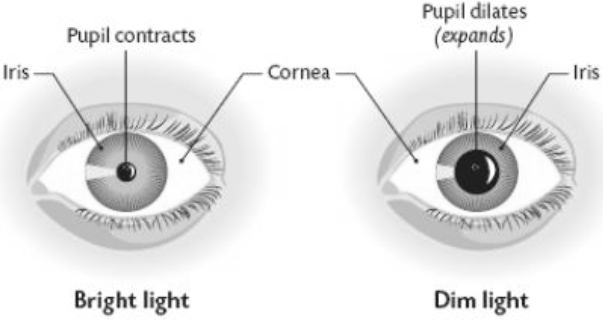 Pupil contracts
Iris
Cornea
Pupil dilates
(expands)
Iris
Bright light
Dim light